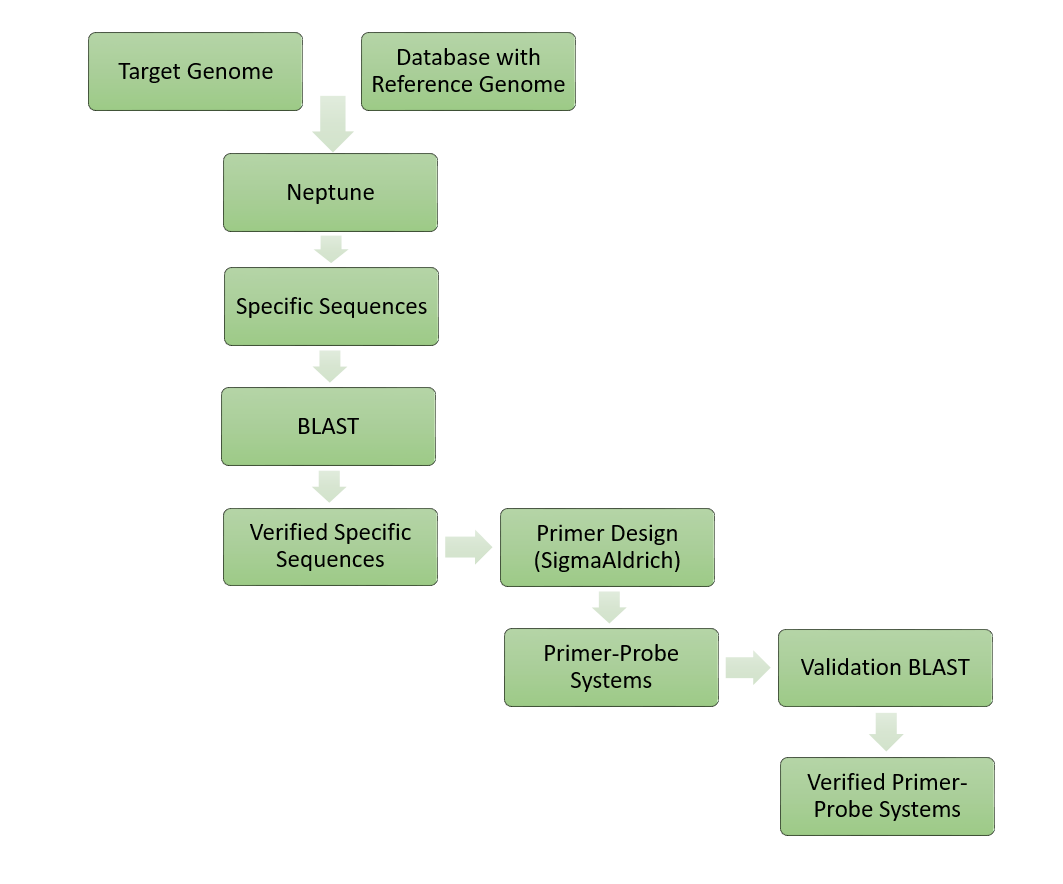 Target Genome
Database with
Reference Genome
Neptune
Specific Sequences
BLAST
Verified Specific
Sequences
Primer Design
(SigmaAldrich)
Primer-Probe
Systems
Validation BLAST
Verified Primer-
Probe Systems